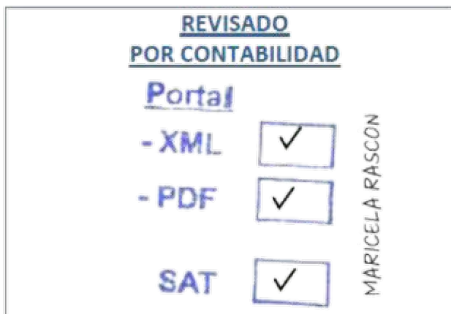 REVISADO
POR CONTABILIDAD
Portal
- XML ✓
- PDF ✓
SAT ✓
MARICELA RASCON